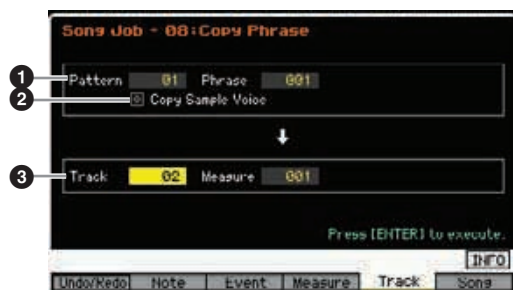 Song Job - 08:Copy Phrase
1 Pattern 01 Phrase 001
2 Copy Sample Voice
3 Track 02 Measure 001
Press [ENTER] to execute.
INFO
Undo/Redo Note Event Measure Track Song